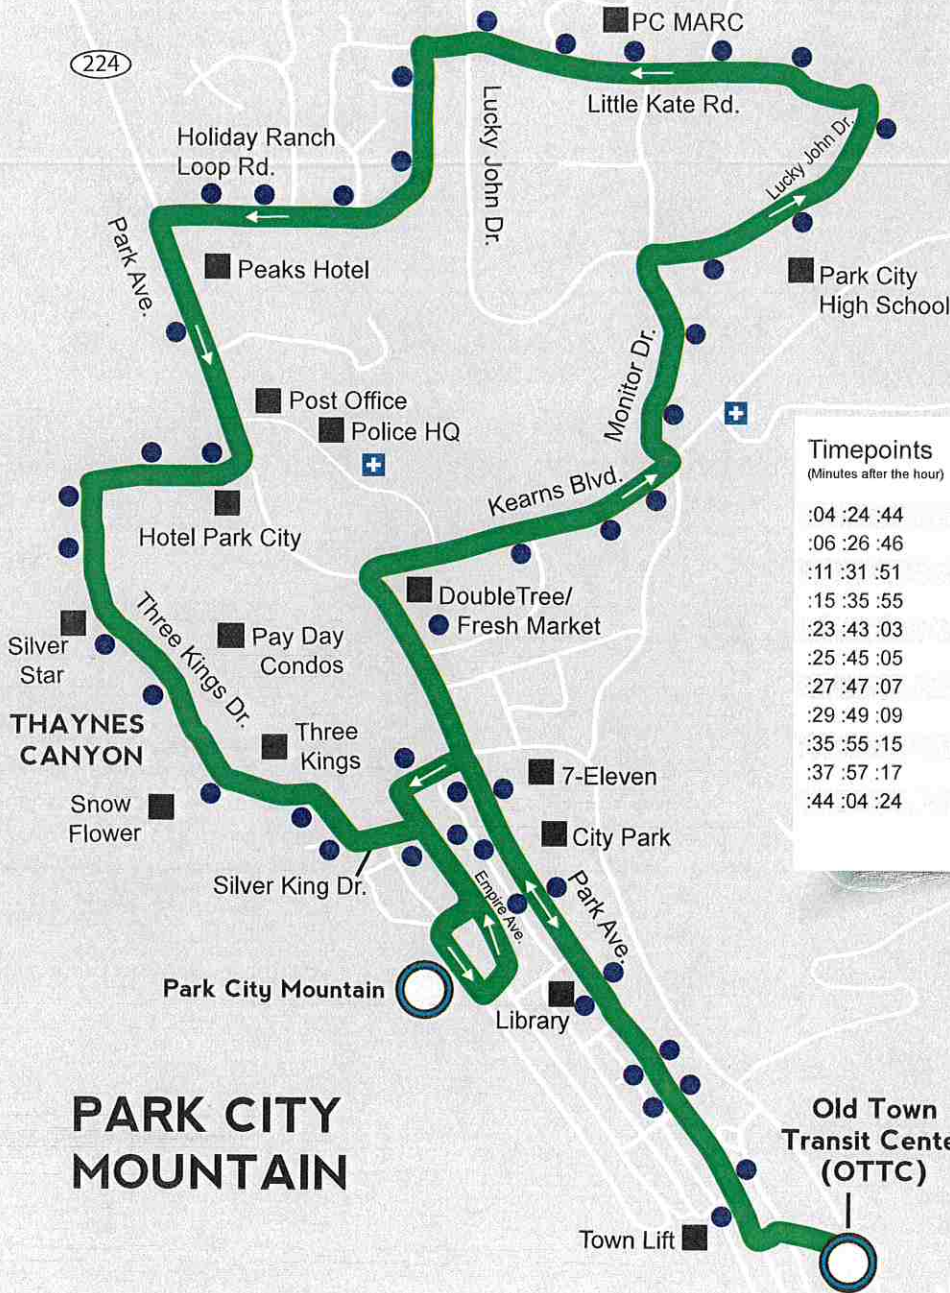 PC MARC
224
Little Kate Rd.
Lucky John Dr.
Lucky John Dr.
Holiday Ranch
Loop Rd.
Park Ave.
Peaks Hotel
Park City
High School
Monitor Dr.
Post Office
Police HQ
Timepoints
(Minutes after the hour)
:04 :24 :44
:06 :26 :46
:11 :31 :51
:15 :35 :55
:23 :43 :03
:25 :45 :05
:27 :47 :07
:29 :49 :09
:35 :55 :15
:37 :57 :17
:44 :04 :24
Kearns Blvd.
Hotel Park City
DoubleTree/
Fresh Market
Three Kings Dr.
Silver
Star
Pay Day
Condos
THAYNES
CANYON
Three
Kings
7-Eleven
Snow
Flower
City Park
Silver King Dr.
Empire Ave.
Park Ave.
Park City Mountain
Library
PARK CITY
MOUNTAIN
Old Town
Transit Cente
(OTTC)
Town Lift